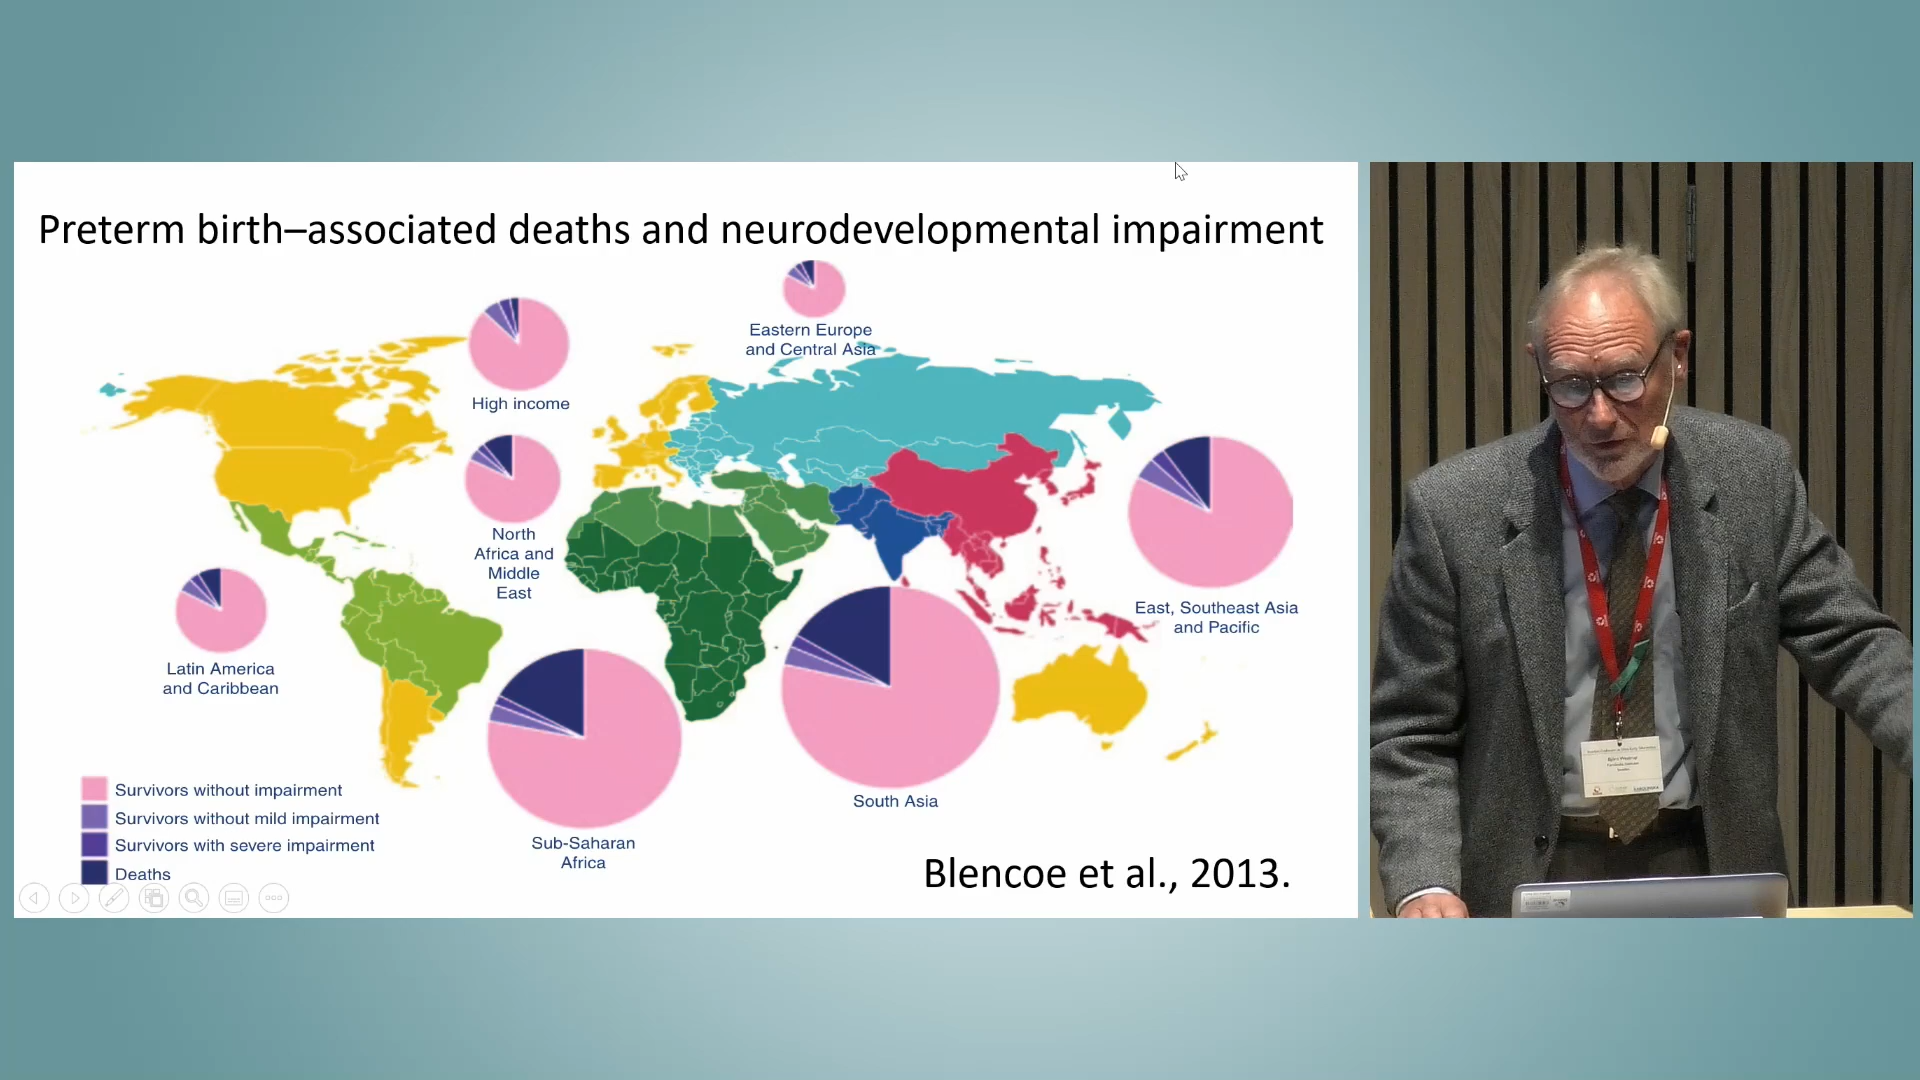 Preterm birth–associated deaths and neurodevelopmental impairment
Eastern Europe
and Central Asia
High income
North
Africa and
Middle
East
Latin America
and Caribbean
East, Southeast Asia
and Pacific
South Asia
Sub-Saharan
Africa
Survivors without impairment
Survivors without mild impairment
Survivors with severe impairment
Deaths
Blencoe et al., 2013.